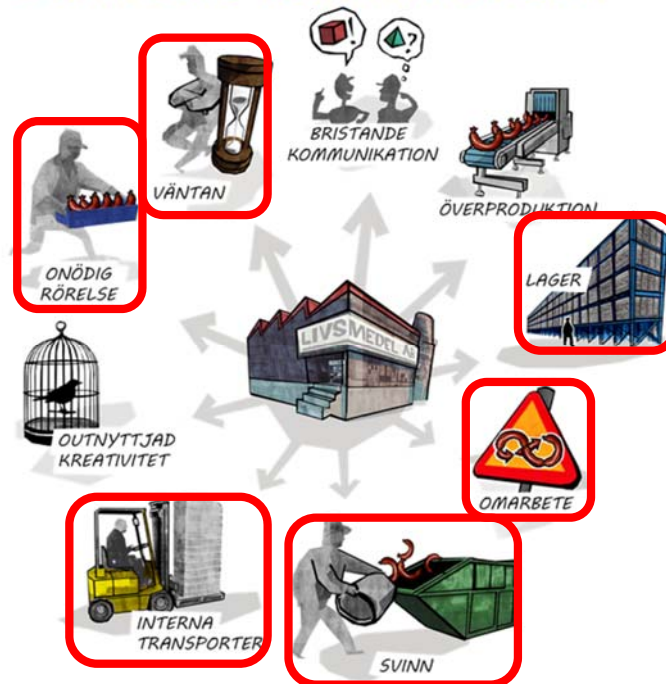 !
?
BRISTANDE
KOMMUNIKATION
VÄNTAN
ÖVERPRODUKTION
ONÖDIG
RÖRELSE
LAGER
LIVSMEDEL AB
OUTNYTTJAD
KREATIVITET
OMARBETE
INTERNA
TRANSPORTER
SVINN